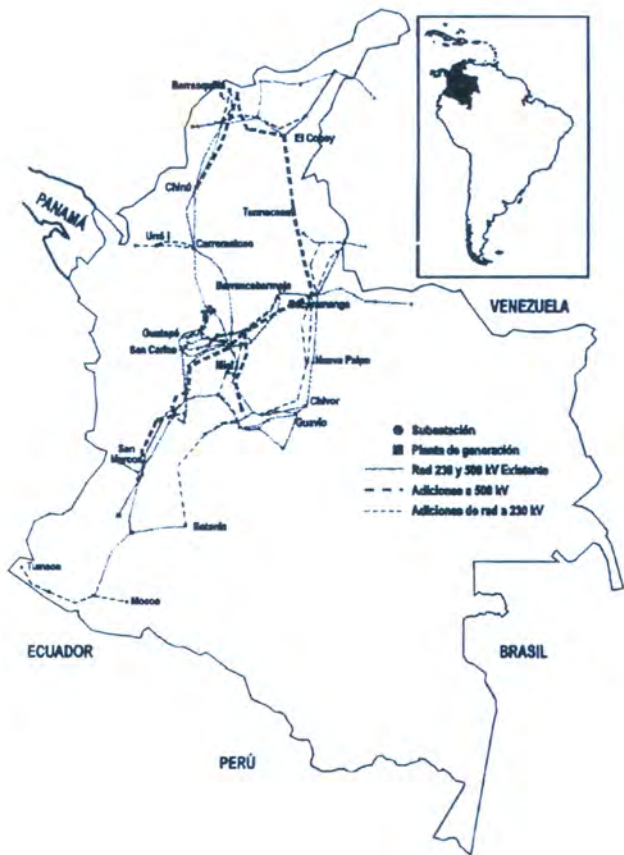 Barranquilla
El Copey
Chinú
PANAMÁ
Urrá I
Cerromatoso
Barrancabermeja
Bucaramanga
VENEZUELA
Guatapé
San Carlos
Miel
Nueva Paipa
Chivor
Guavio
San Marcos
Subestación
Planta de generación
Red 230 y 500 kV Existente
Adiciones a 500 kV
Adiciones de red a 230 kV
Betania
Tumaco
Mocoa
ECUADOR
BRASIL
PERÚ